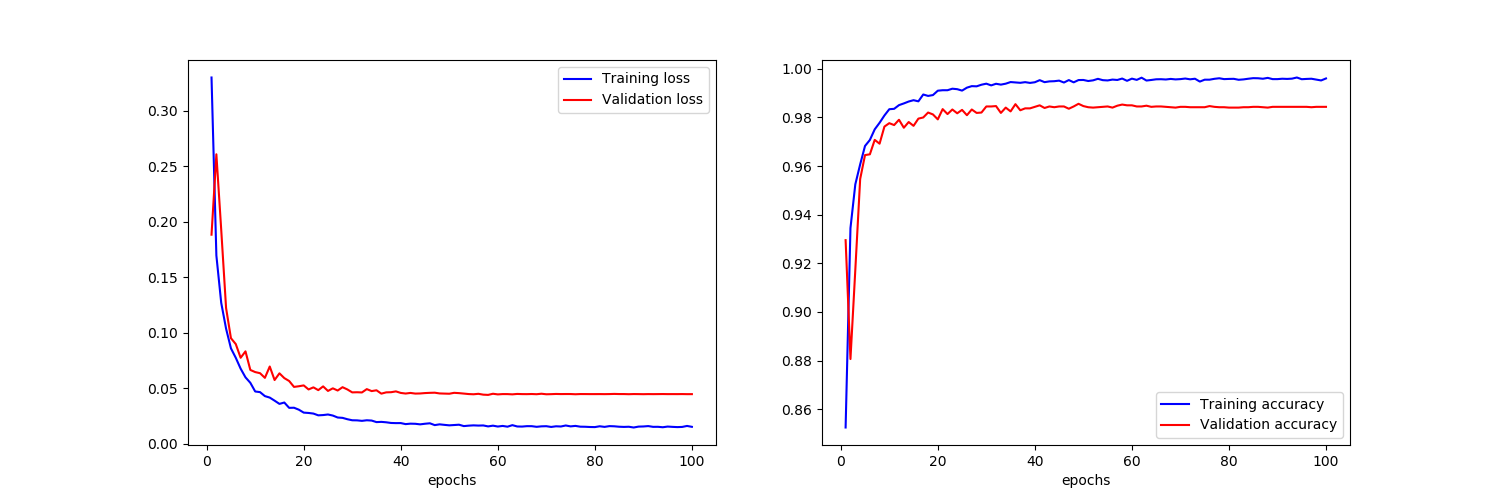 Training loss
Validation loss
0.30
0.25
0.20
0.15
0.10
0.05
0.00
0 20 40 60 80 100
epochs
1.00
0.98
0.96
0.94
0.92
0.90
0.88
0.86
Training accuracy
Validation accuracy
0 20 40 60 80 100
epochs